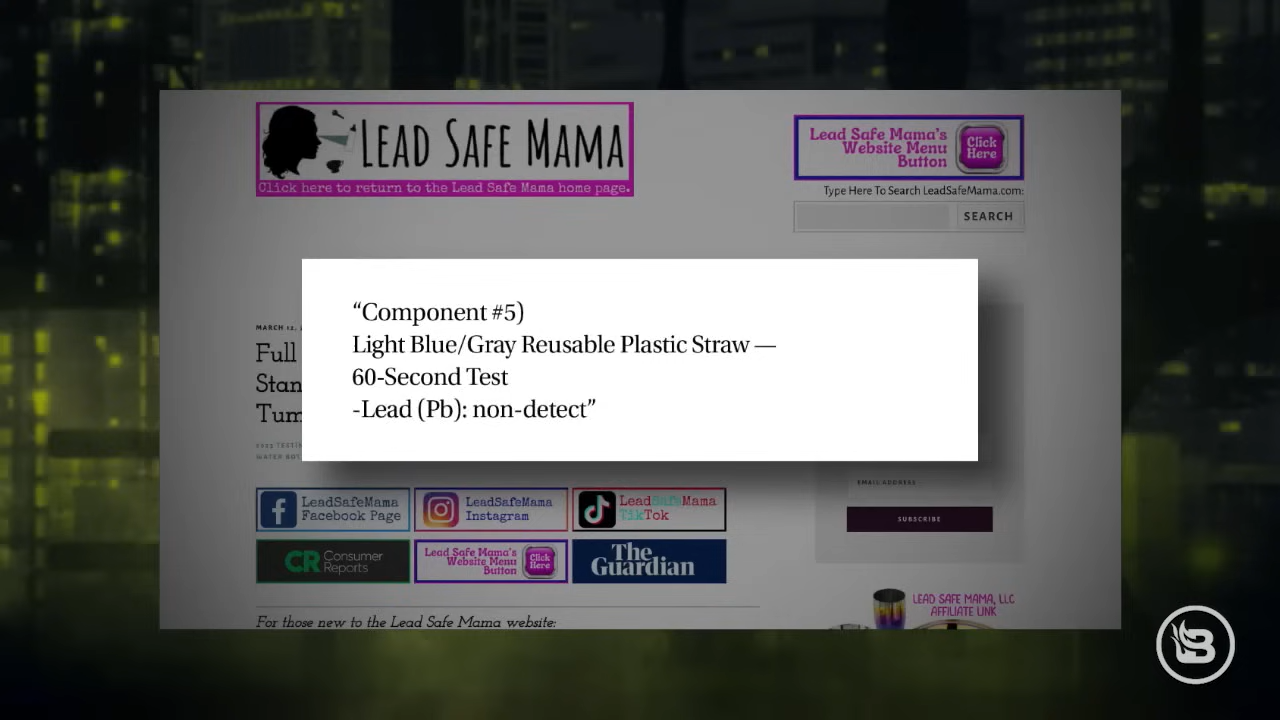 LEAD SAFE MAMA
Click here to return to the Lead Safe Mama home page.
Lead Safe Mama's
Website Menu
Button
Click
Here
Type Here To Search LeadSafeMama.com:
SEARCH
“Component #5)
Light Blue/Gray Reusable Plastic Straw —
60-Second Test
-Lead (Pb): non-detect”
MARCH 12,
Full
Stan
Tum
WATER BO
EMAIL ADDRESS
SUBSCRIBE
LeadSafeMama
Facebook Page
LeadSafeMama
Instagram
LeadSafeMama
TikTok
CR Consumer
Reports
Lead Safe Mama's
Website Menu
Button
Click
Here
The
Guardian
LEAD SAFE MAMA, LLC
AFFILIATE LINK
For those new to the Lead Safe Mama website:
B